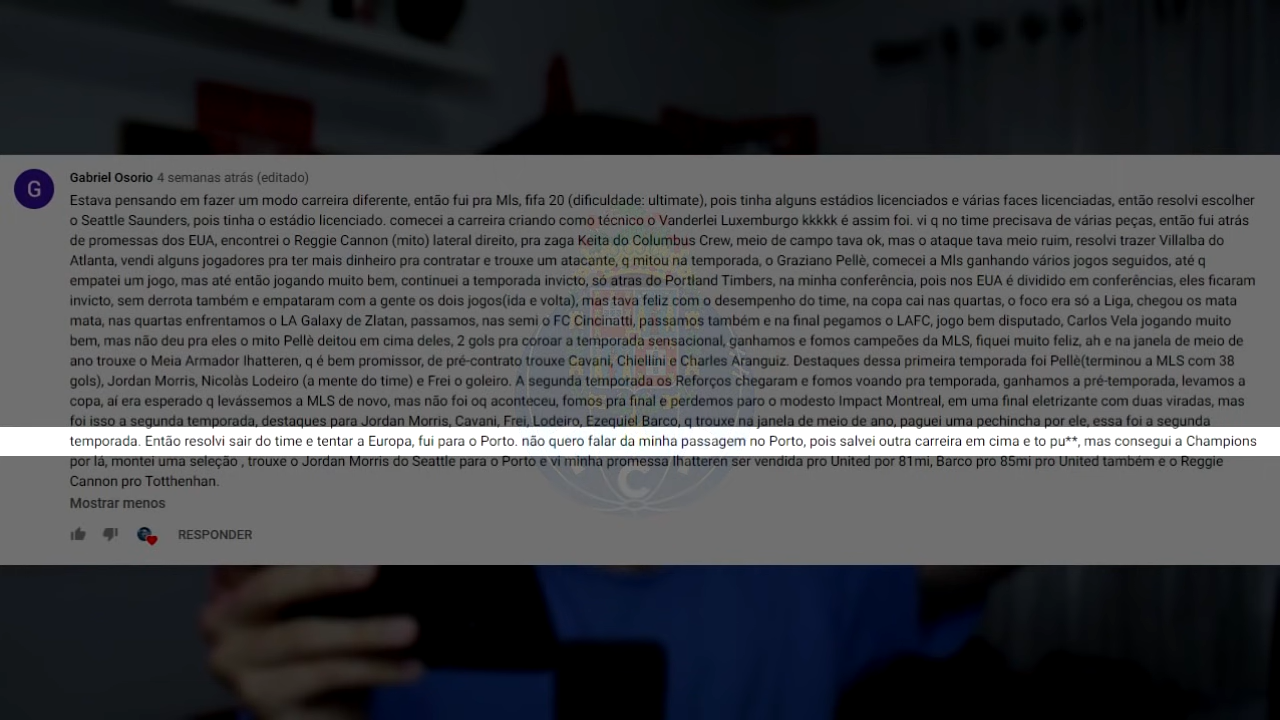 G
Gabriel Osorio 4 semanas atrás (editado)
Estava pensando em fazer um modo carreira diferente, então fui pra Mls, fifa 20 (dificuldade: ultimate), pois tinha alguns estádios licenciados e várias faces licenciadas, então resolvi escolher
o Seattle Saunders, pois tinha o estádio licenciado. comecei a carreira criando como técnico o Vanderlei Luxemburgo kkkkk é assim foi. vi q no time precisava de várias peças, então fui atrás
de promessas dos EUA, encontrei o Reggie Cannon (mito) lateral direito, pra zaga Keita do Columbus Crew, meio de campo tava ok, mas o ataque tava meio ruim, resolvi trazer Villalba do
Atlanta, vendi alguns jogadores pra ter mais dinheiro pra contratar e trouxe um atacante, q mitou na temporada, o Graziano Pellè, comecei a Mls ganhando vários jogos seguidos, até q
empatei um jogo, mas até então jogando muito bem, continuei a temporada invicto, só atras do Portland Timbers, na minha conferência, pois nos EUA é dividido em conferências, eles ficaram
invicto, sem derrota também e empataram com a gente os dois jogos(ida e volta), mas tava feliz com o desempenho do time, na copa cai nas quartas, o foco era só a Liga, chegou os mata
mata, nas quartas enfrentamos o LA Galaxy de Zlatan, passamos, nas semi o FC Cincinatti, passamos também e na final pegamos o LAFC, jogo bem disputado, Carlos Vela jogando muito
bem, mas não deu pra eles o mito Pellè deitou em cima deles, 2 gols pra coroar a temporada sensacional, ganhamos e fomos campeões da MLS, fiquei muito feliz, ah e na janela de meio de
ano trouxe o Meia Armador Ihatteren, q é bem promissor, de pré-contrato trouxe Cavani, Chiellini e Charles Aranguiz. Destaques dessa primeira temporada foi Pellè(terminou a MLS com 38
gols), Jordan Morris, Nicolàs Lodeiro (a mente do time) e Frei o goleiro. A segunda temporada os Reforços chegaram e fomos voando pra temporada, ganhamos a pré-temporada, levamos a
copa, aí era esperado q levássemos a MLS de novo, mas não foi oq aconteceu, fomos pra final e perdemos paro o modesto Impact Montreal, em uma final eletrizante com duas viradas, mas
foi isso a segunda temporada, destaques para Jordan Morris, Cavani, Frei, Lodeiro, Ezequiel Barco, q trouxe na janela de meio de ano, paguei uma pechincha por ele, essa foi a segunda
temporada. Então resolvi sair do time e tentar a Europa, fui para o Porto. não quero falar da minha passagem no Porto, pois salvei outra carreira em cima e to pu**, mas consegui a Champions
por lá, montei uma seleção , trouxe o Jordan Morris do Seattle para o Porto e vi minha promessa Ihatteren ser vendida pro United por 81mi, Barco pro 85mi pro United também e o Reggie
Cannon pro Totthenhan.
Mostrar menos
RESPONDER